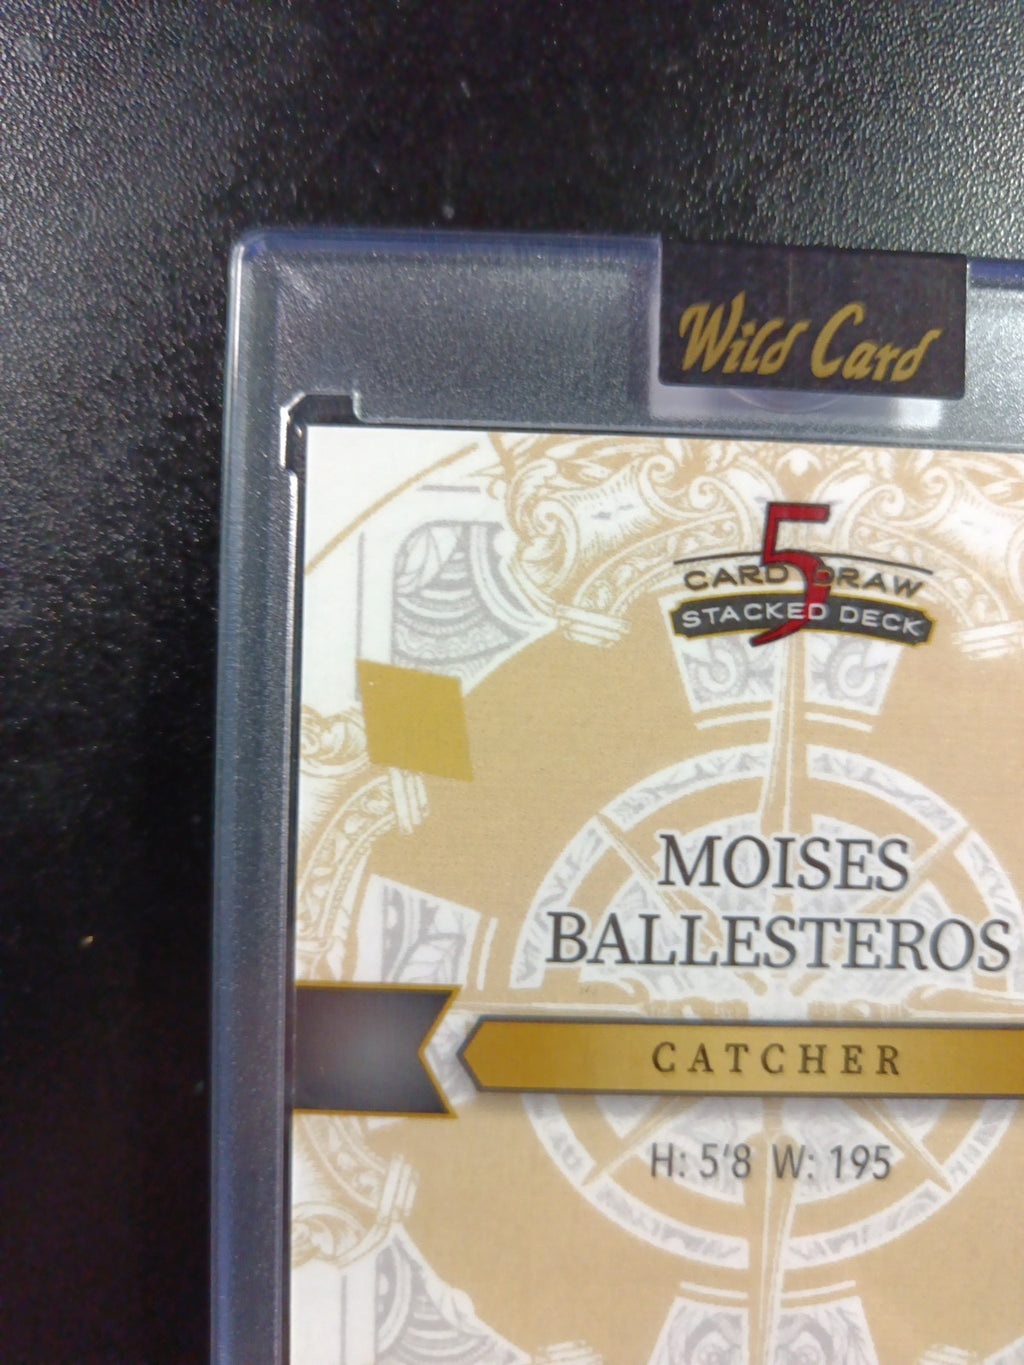 Wild Card
5
CARD DRAW
STACKED DECK
MOISES
BALLESTEROS
CATCHER
H: 5'8 W: 195